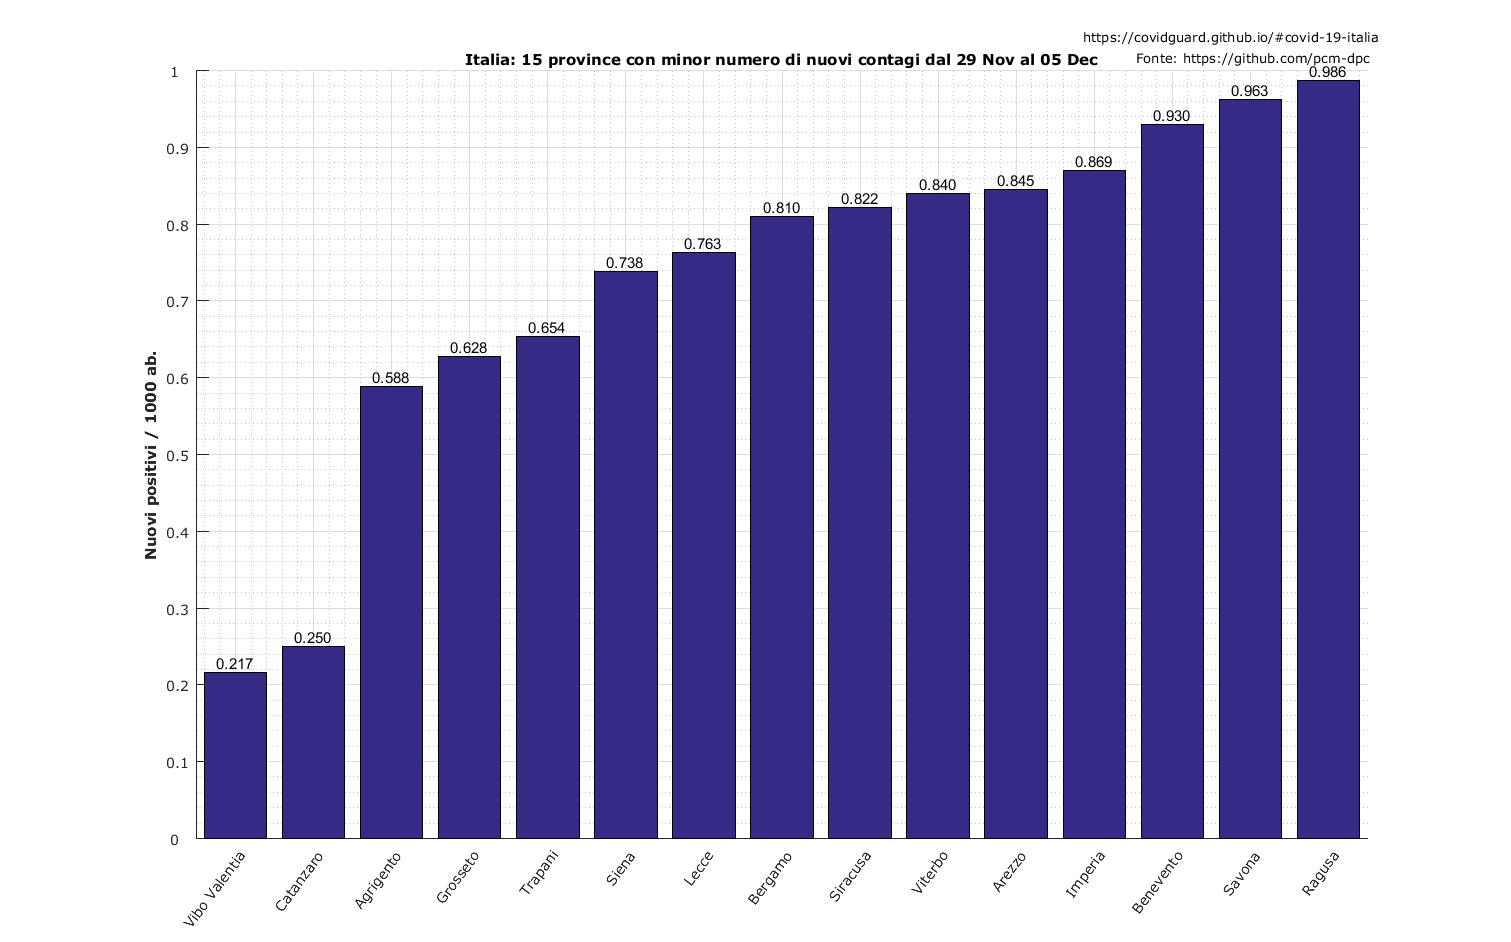 https://covidguard.github.io/#covid-19-italia
Italia: 15 province con minor numero di nuovi contagi dal 29 Nov al 05 Dec
Fonte: https://github.com/pcm-dpc
Nuovi positivi / 1000 ab.
1
0.9
0.8
0.7
0.6
0.5
0.4
0.3
0.2
0.1
0
0.217
0.250
0.588
0.628
0.654
0.738
0.763
0.810
0.822
0.840
0.845
0.869
0.930
0.963
0.986
Vibo Valentia
Catanzaro
Agrigento
Grosseto
Trapani
Siena
Lecce
Bergamo
Siracusa
Viterbo
Arezzo
Imperia
Benevento
Savona
Ragusa